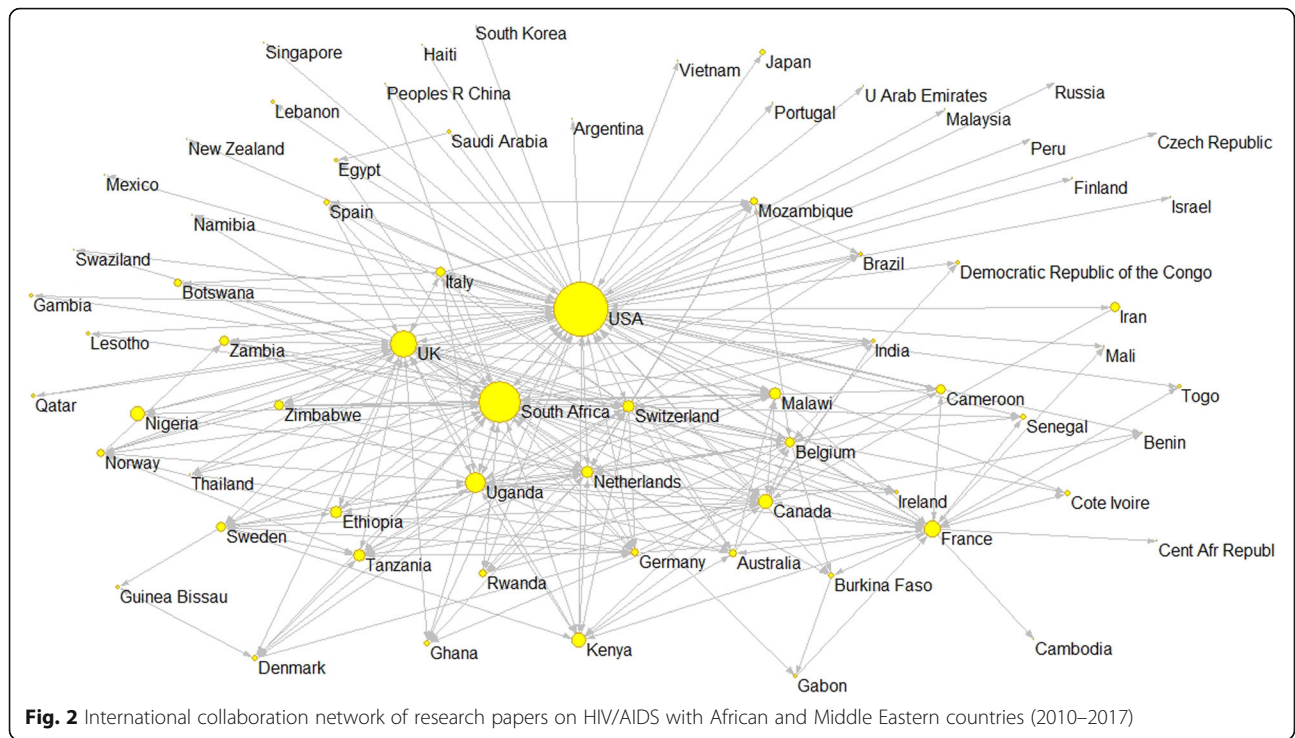 South Korea
Singapore
Haiti
Vietnam
Japan
Peoples R China
U Arab Emirates
Russia
Lebanon
Portugal
Malaysia
Argentina
New Zealand
Saudi Arabia
Peru
Czech Republic
Egypt
Mexico
Finland
Spain
Mozambique
Israel
Namibia
Swaziland
Italy
Brazil
Democratic Republic of the Congo
Botswana
Gambia
USA
Iran
Lesotho
Zambia
UK
India
Mali
Qatar
Nigeria
Zimbabwe
South Africa
Switzerland
Malawi
Cameroon
Togo
Senegal
Benin
Norway
Belgium
Thailand
Uganda
Netherlands
Ireland
Cote Ivoire
Ethiopia
Canada
Sweden
France
Cent Afr Republ
Tanzania
Germany
Australia
Rwanda
Burkina Faso
Guinea Bissau
Denmark
Ghana
Kenya
Cambodia
Gabon
Fig. 2 International collaboration network of research papers on HIV/AIDS with African and Middle Eastern countries (2010–2017)